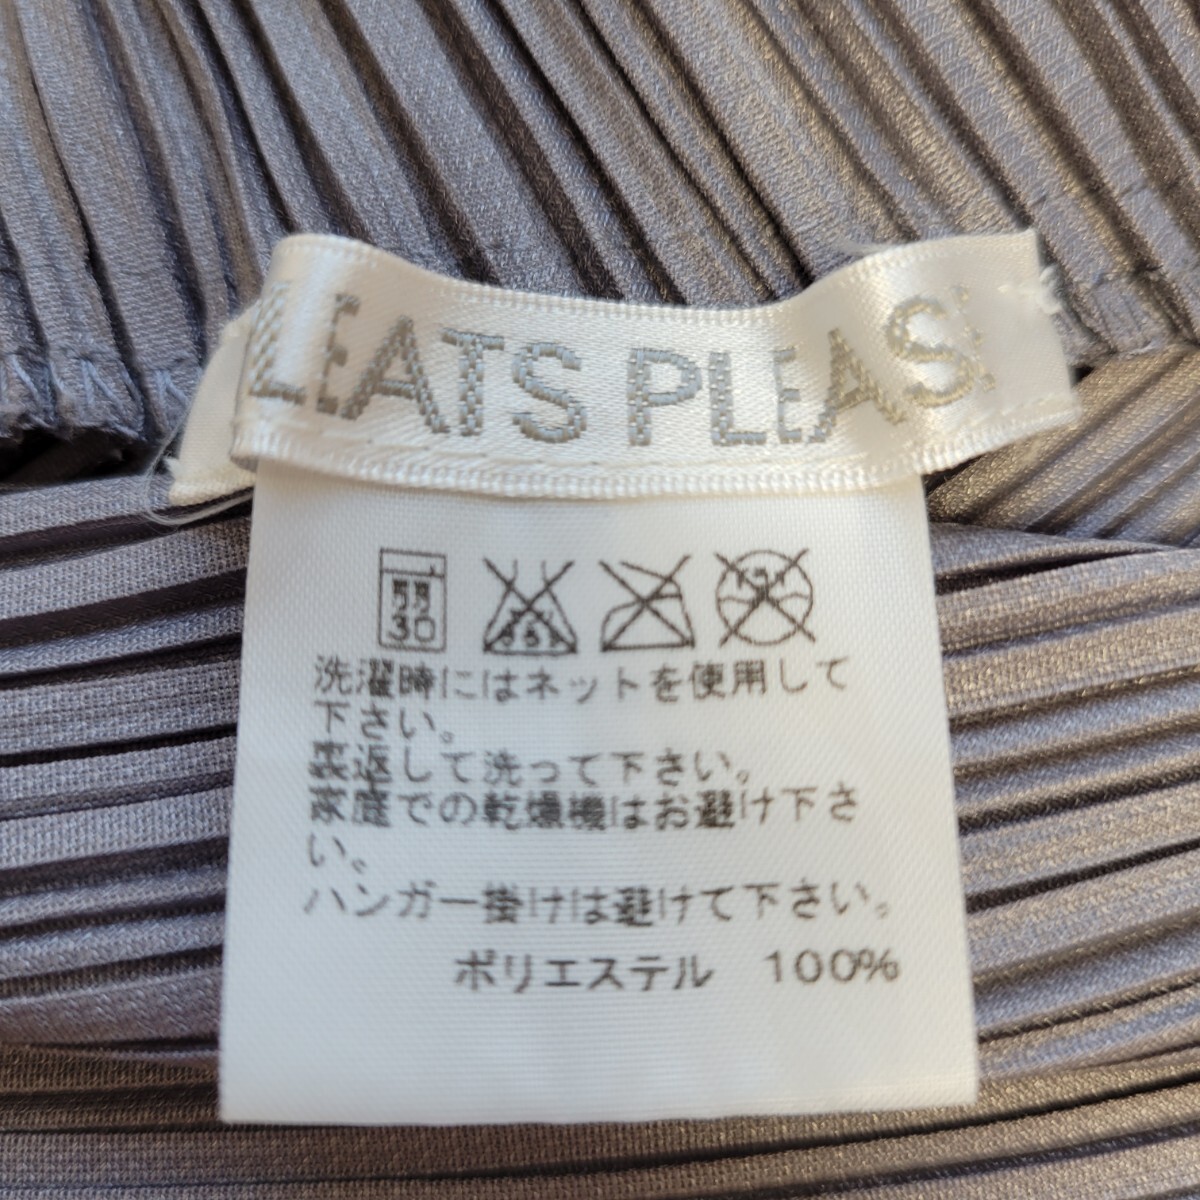 LEATS PLEAS
弱
30
洗濯時にはネットを使用して
下さい。
裏返して洗って下さい。
家庭での乾燥機はお避け下さ
い。
ハンガー掛けは避けて下さい。
ポリエステル 100%